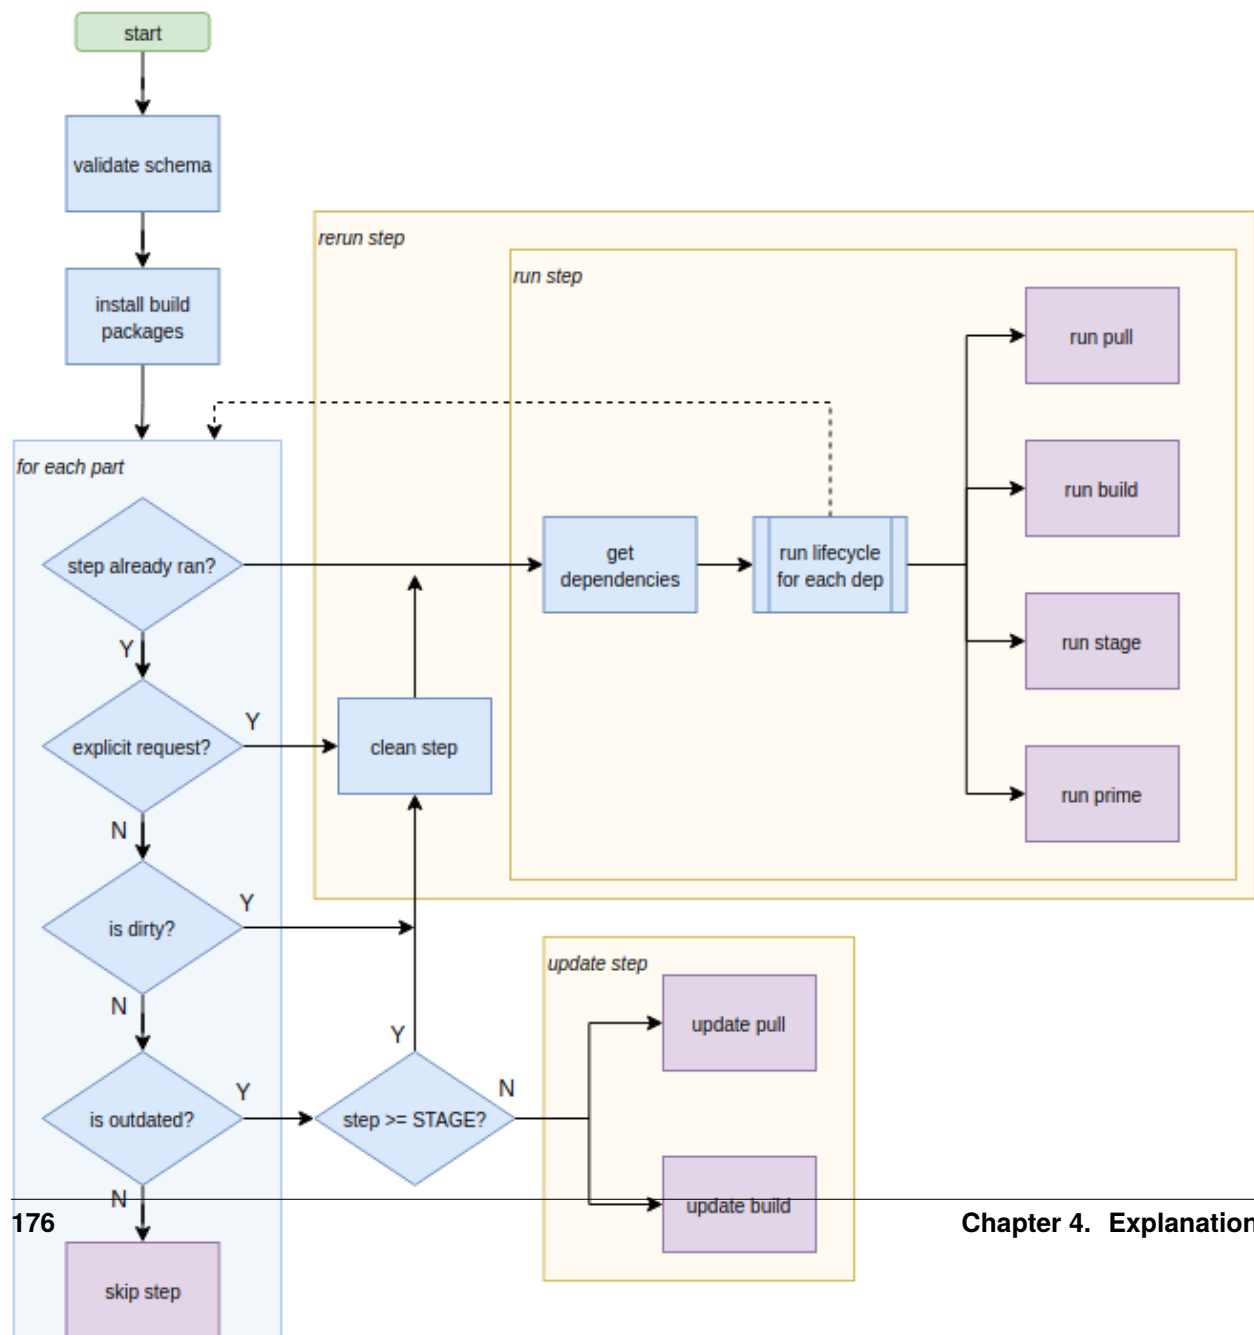 start
validate schema
install build
packages
rerun step
run step
run pull
for each part
run build
step already ran?
get
dependencies
run lifecycle
for each dep
run stage
Y
explicit request?
Y
clean step
run prime
N
is dirty?
Y
update step
update pull
N
Y
is outdated?
Y
step >= STAGE?
N
update build
N
skip step
176
Chapter 4. Explanation